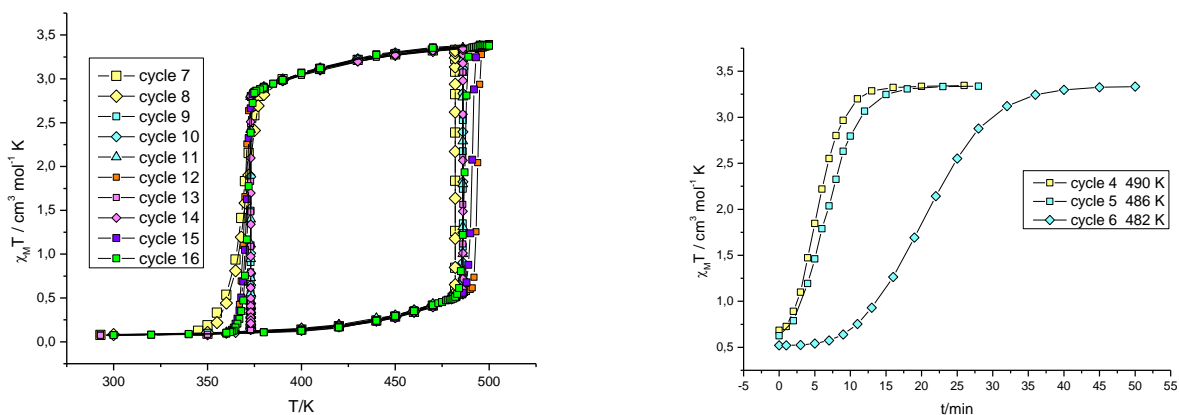 χMT / cm³ mol⁻¹ K
3,5
3,0
2,5
2,0
1,5
1,0
0,5
0,0
300
350
400
450
500
T/K
cycle 7
cycle 8
cycle 9
cycle 10
cycle 11
cycle 12
cycle 13
cycle 14
cycle 15
cycle 16
χMT / cm³ mol⁻¹ K
3,5
3,0
2,5
2,0
1,5
1,0
0,5
-5
0
5
10
15
20
25
30
35
40
45
50
55
t/min
cycle 4 490 K
cycle 5 486 K
cycle 6 482 K